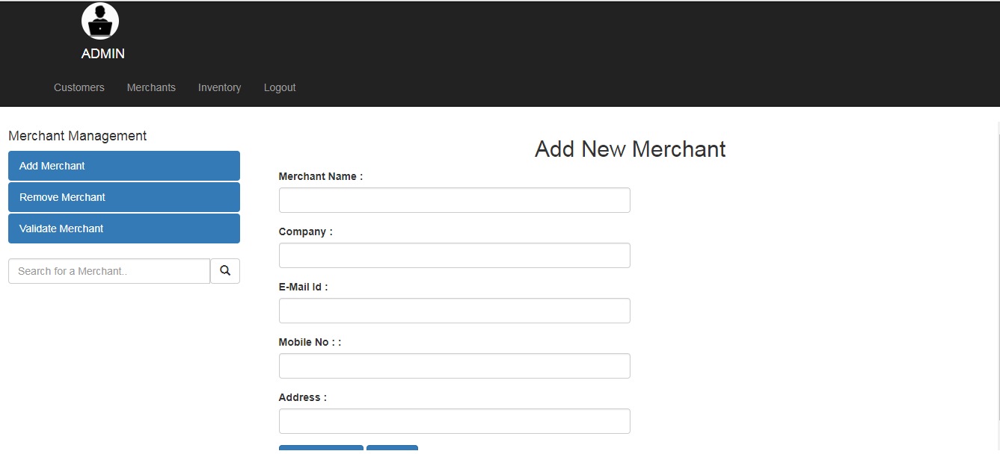 ADMIN
Customers Merchants Inventory Logout
Merchant Management
Add Merchant
Remove Merchant
Validate Merchant
Search for a Merchant..
Add New Merchant
Merchant Name :
Company :
E-Mail Id :
Mobile No : :
Address :